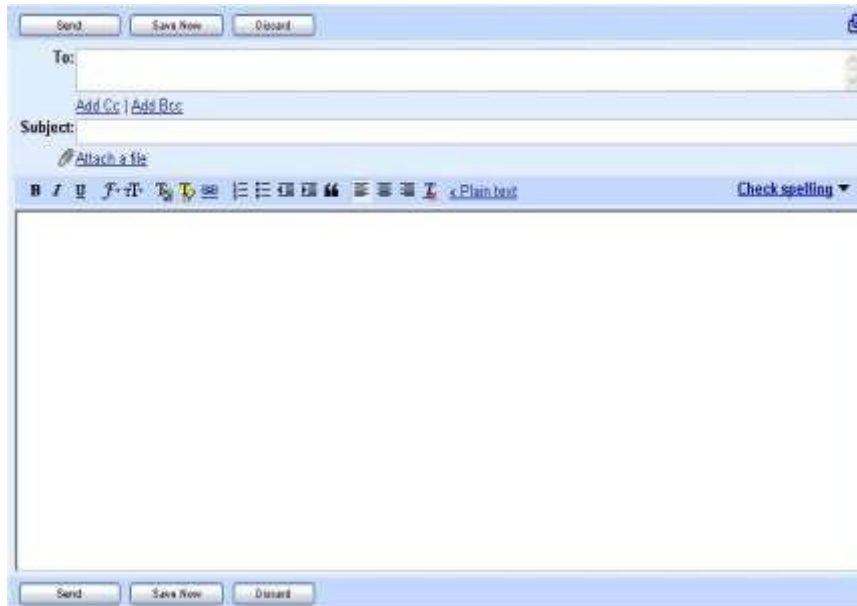 Send Save Now Discard
To:
Add Cc | Add Bcc
Subject:
Attach a file
B I U « Plain text Check spelling
Send Save Now Discard